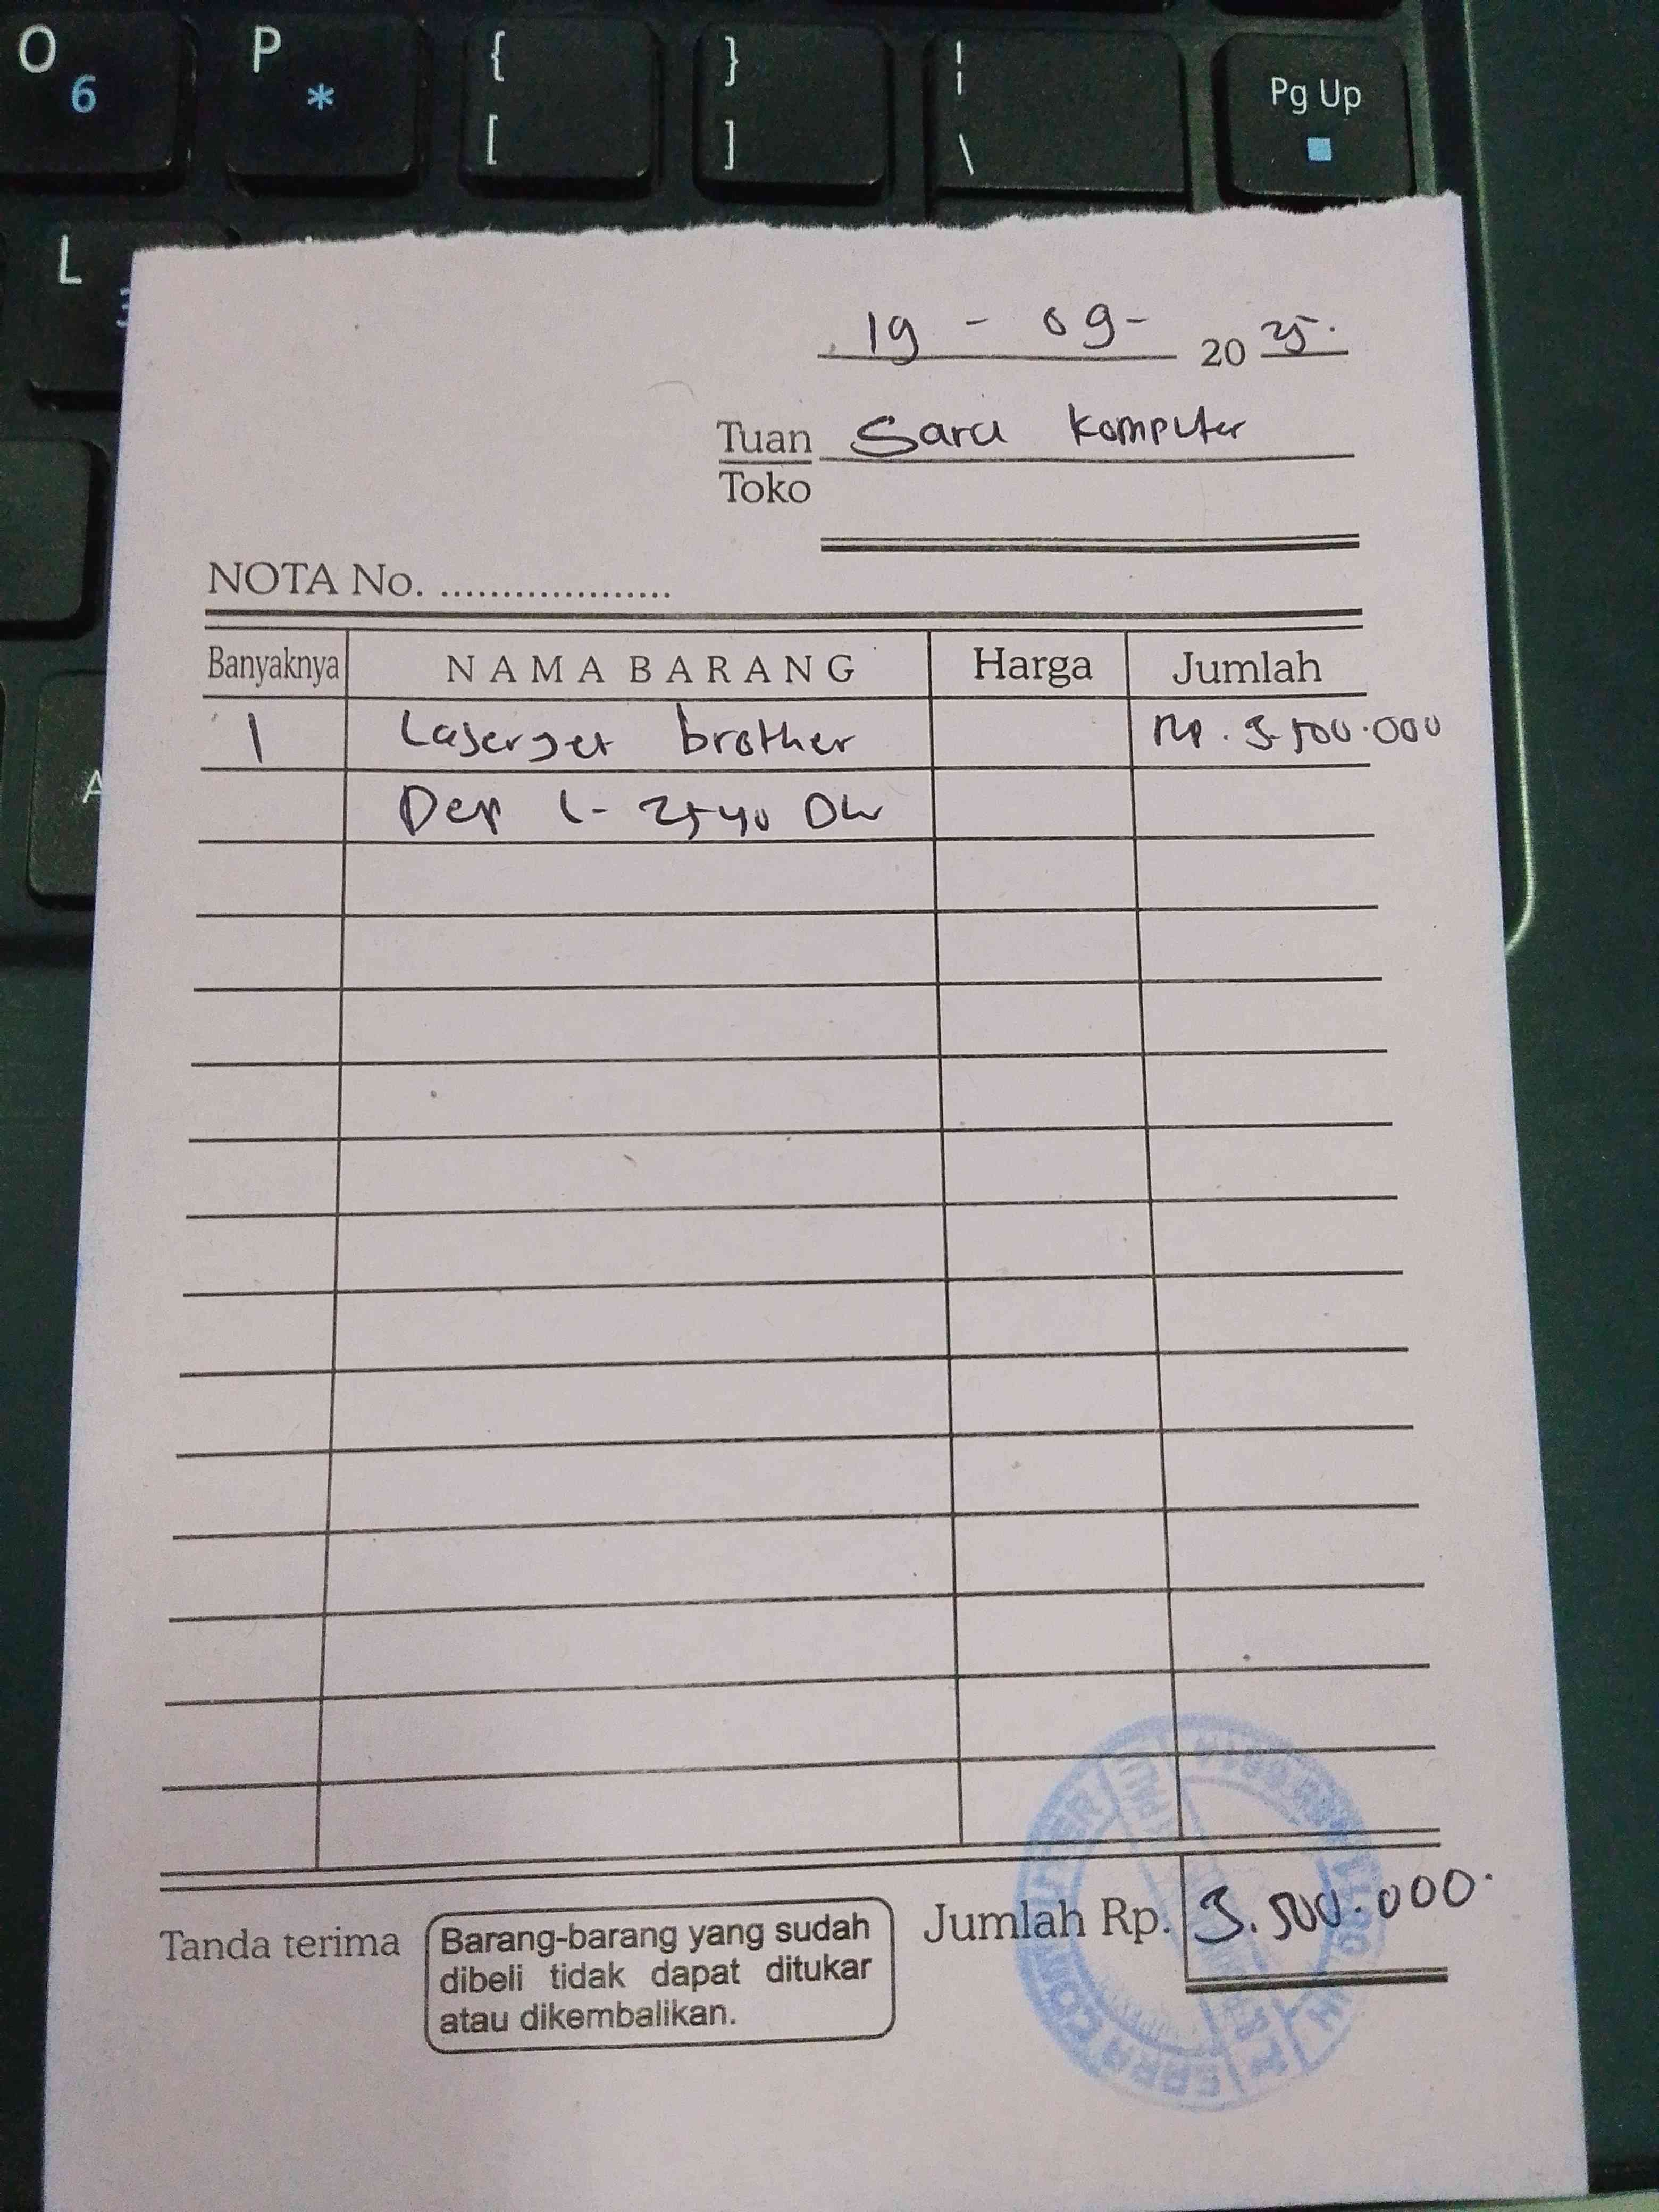 O 6 P * { [ } ] ¦ \ Pg Up
L 3
A
19 - 09 - 20 25.
Tuan Sara Komputer
Toko
NOTA No. ...................
Banyaknya NAMA BARANG Harga Jumlah
1 Laserjet brother Rp. 3.500.000
Dcp L- 2540 Dw
Tanda terima
Barang-barang yang sudah
dibeli tidak dapat ditukar
atau dikembalikan.
Jumlah Rp. 3.500.000.
COMPUTER